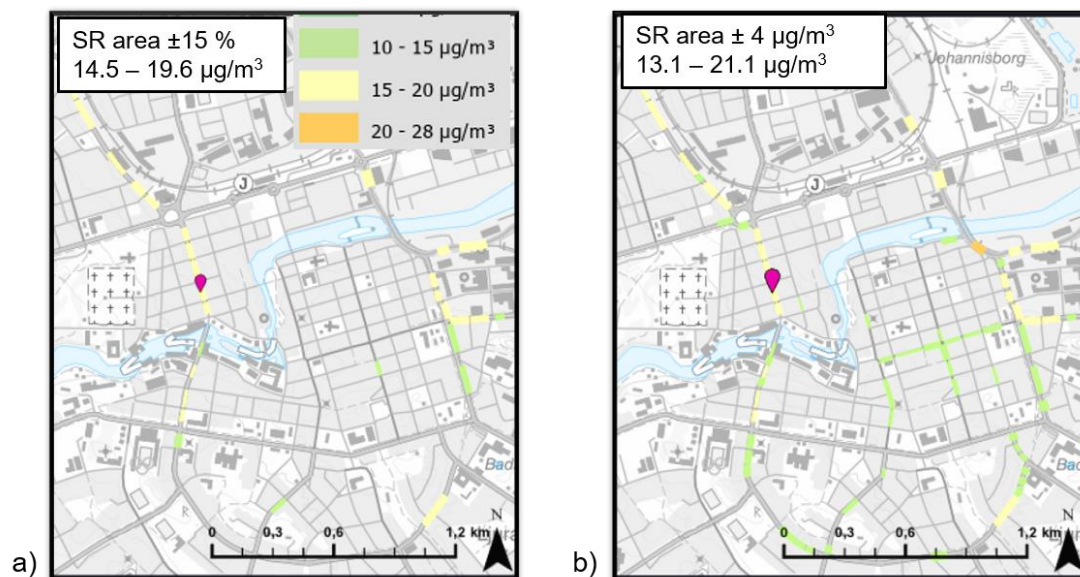 a)
SR area ±15 %
14.5 – 19.6 µg/m³
10 - 15 µg/m³
15 - 20 µg/m³
20 - 28 µg/m³
J
R
Bads
N
0 0,3 0,6 1,2 km
b)
SR area ± 4 µg/m³
13.1 – 21.1 µg/m³
Johannisborg
J
R
Bads
N
0 0,3 0,6 1,2 km